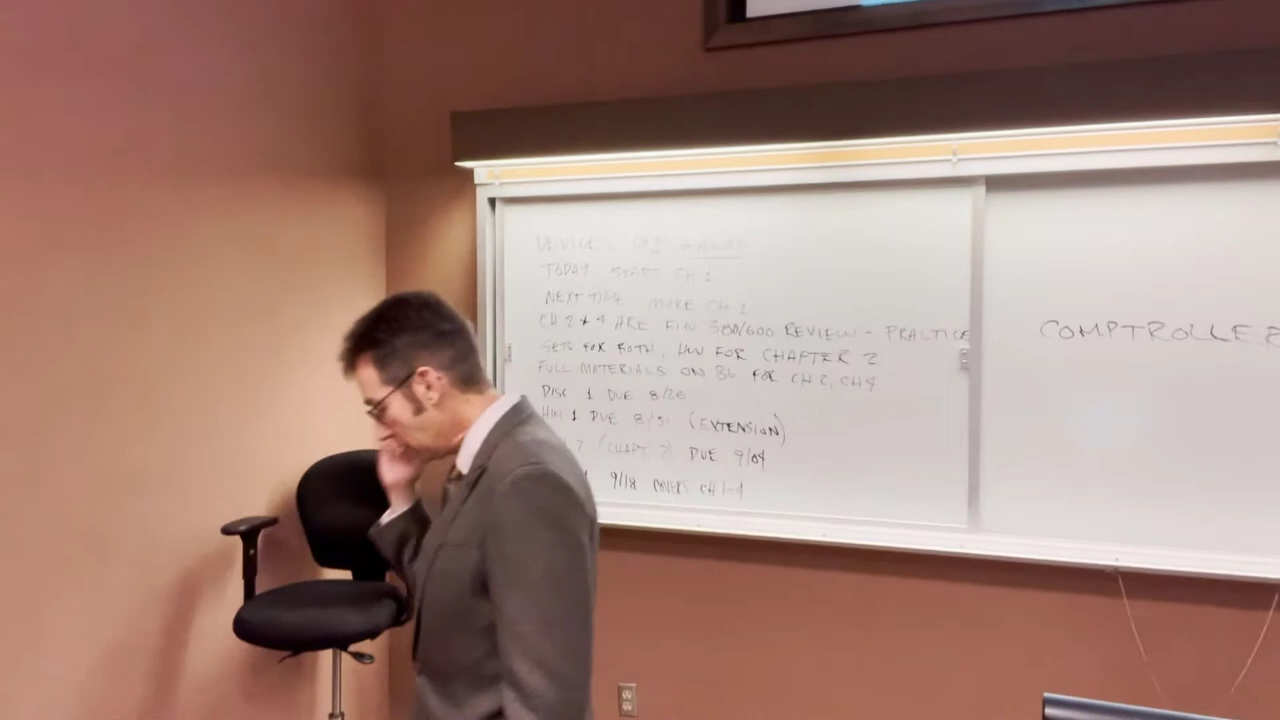 DEVICE:
TODAY: START CH 1
NEXT TIME MORE CH 1
CH 2 & 4 ARE FIN 380/600 REVIEW - PRACTICE
SETS FOR BOTH, HW FOR CHAPTER 2
FULL MATERIALS ON Bb FOR CH 2, CH 4
DISC 1 DUE 8/28
HW 1 DUE 8/31 (EXTENSION)
2 (CHAPT 2) DUE 9/04
9/18 COVERS CH 1-4
COMPTROLLER